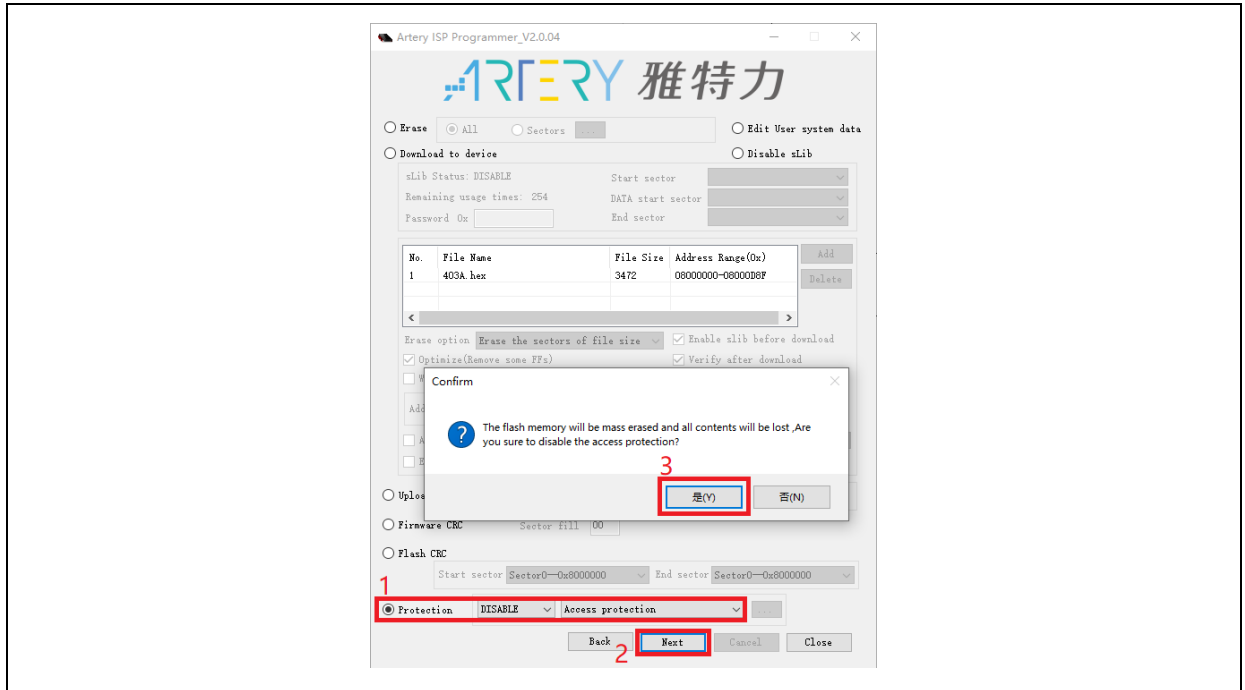 Artery ISP Programmer_V2.0.04
ARTERY 雅特力
Erase All Sectors ... Edit User system data
Download to device Disable sLib
sLib Status: DISABLE Start sector
Remaining usage times: 254 DATA start sector
Password 0x End sector
No. File Name File Size Address Range(0x) Add
1 403A.hex 3472 08000000-08000D8F Delete
Erase option Erase the sectors of file size Enable slib before download
Optimize(Remove some FFs) Verify after download
Confirm
The flash memory will be mass erased and all contents will be lost ,Are
you sure to disable the access protection?
3
是(Y) 否(N)
Firmware CRC Sector fill 00
Flash CRC
Start sector Sector0—0x8000000 End sector Sector0—0x8000000
1
Protection DISABLE Access protection ...
Back Next Cancel Close
2